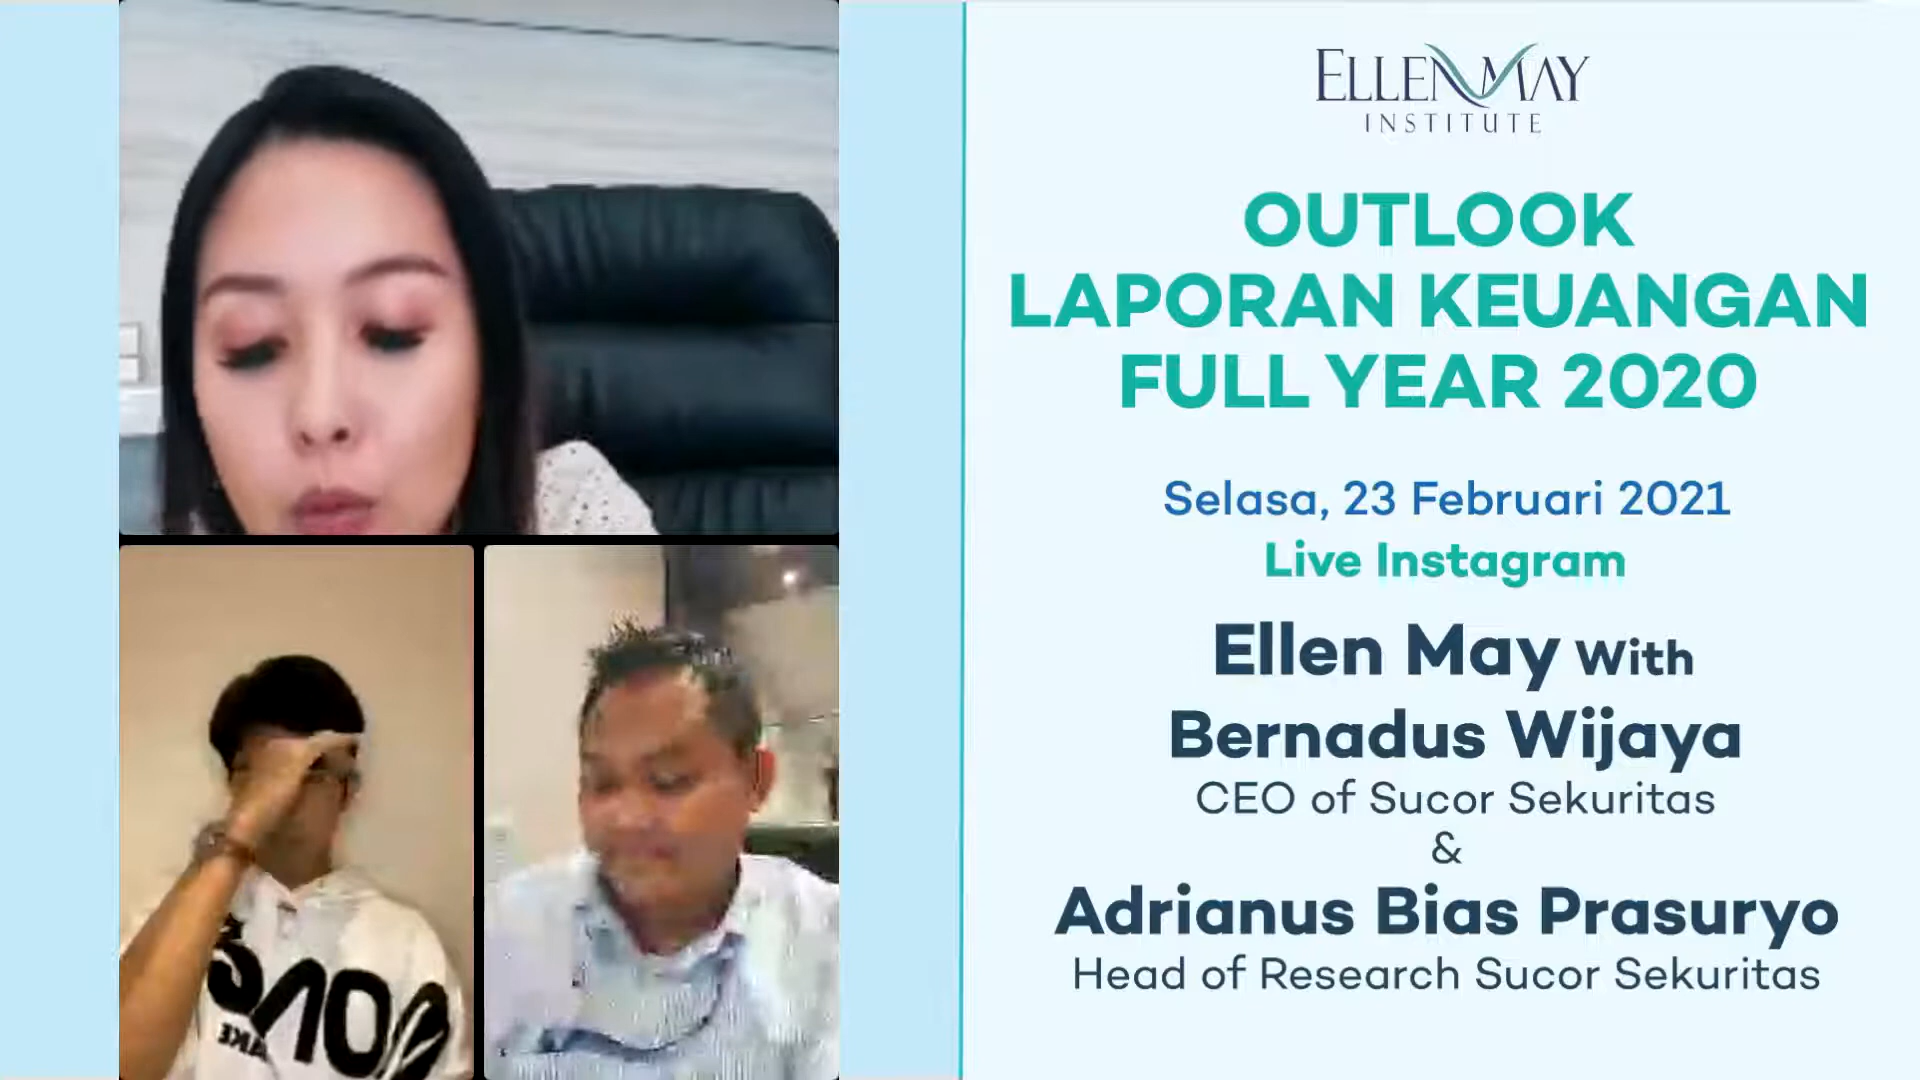 ELLEN MAY
INSTITUTE
OUTLOOK
LAPORAN KEUANGAN
FULL YEAR 2020
Selasa, 23 Februari 2021
Live Instagram
Ellen May With
Bernadus Wijaya
CEO of Sucor Sekuritas
&
Adrianus Bias Prasuryo
Head of Research Sucor Sekuritas